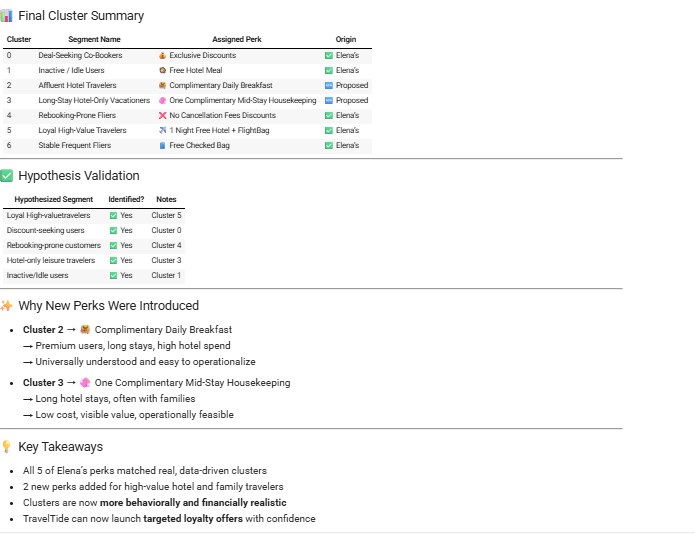 Final Cluster Summary
Cluster Segment Name Assigned Perk Origin
0 Deal-Seeking Co-Bookers Exclusive Discounts Elena's
1 Inactive / Idle Users Free Hotel Meal Elena's
2 Affluent Hotel Travelers Complimentary Daily Breakfast Proposed
3 Long-Stay Hotel-Only Vacationers One Complimentary Mid-Stay Housekeeping Proposed
4 Rebooking-Prone Fliers No Cancellation Fees Discounts Elena's
5 Loyal High-Value Travelers 1 Night Free Hotel + FlightBag Elena's
6 Stable Frequent Fliers Free Checked Bag Elena's
Hypothesis Validation
Hypothesized Segment Identified? Notes
Loyal High-valuetravelers Yes Cluster 5
Discount-seeking users Yes Cluster 0
Rebooking-prone customers Yes Cluster 4
Hotel-only leisure travelers Yes Cluster 3
Inactive/Idle users Yes Cluster 1
Why New Perks Were Introduced
• Cluster 2 → Complimentary Daily Breakfast
→ Premium users, long stays, high hotel spend
→ Universally understood and easy to operationalize
• Cluster 3 → One Complimentary Mid-Stay Housekeeping
→ Long hotel stays, often with families
→ Low cost, visible value, operationally feasible
Key Takeaways
• All 5 of Elena's perks matched real, data-driven clusters
• 2 new perks added for high-value hotel and family travelers
• Clusters are now more behaviorally and financially realistic
• TravelTide can now launch targeted loyalty offers with confidence